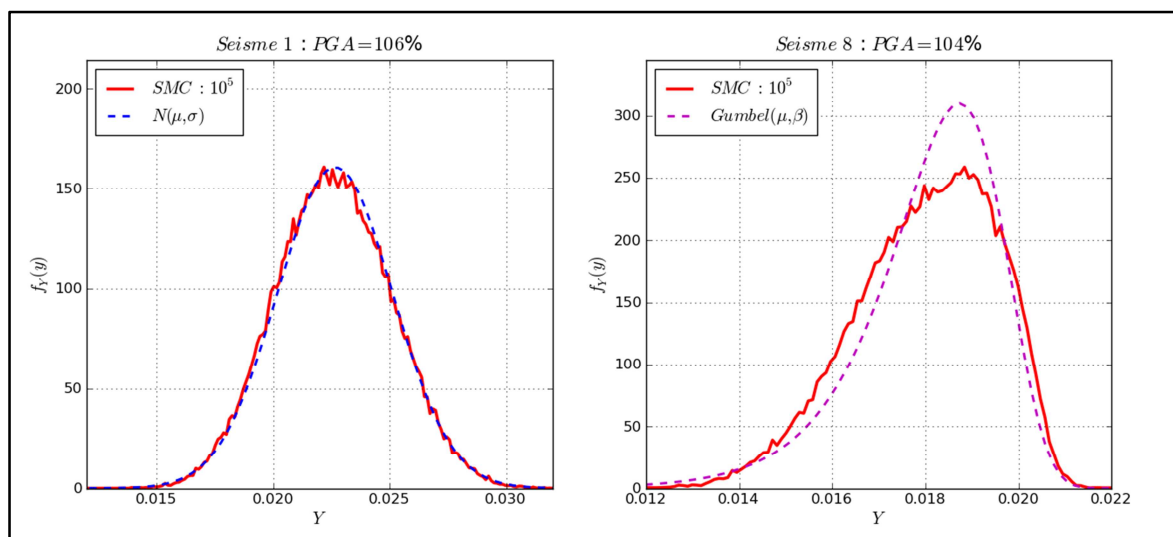 Seisme 1 : PGA=106%
SMC : 10^5
N(μ,σ)
200
150
100
50
0
f_Y(y)
0.015
0.020
0.025
0.030
Y
Seisme 8 : PGA=104%
SMC : 10^5
Gumbel(μ,β)
300
250
200
150
100
50
0
f_Y(y)
0.012
0.014
0.016
0.018
0.020
0.022
Y